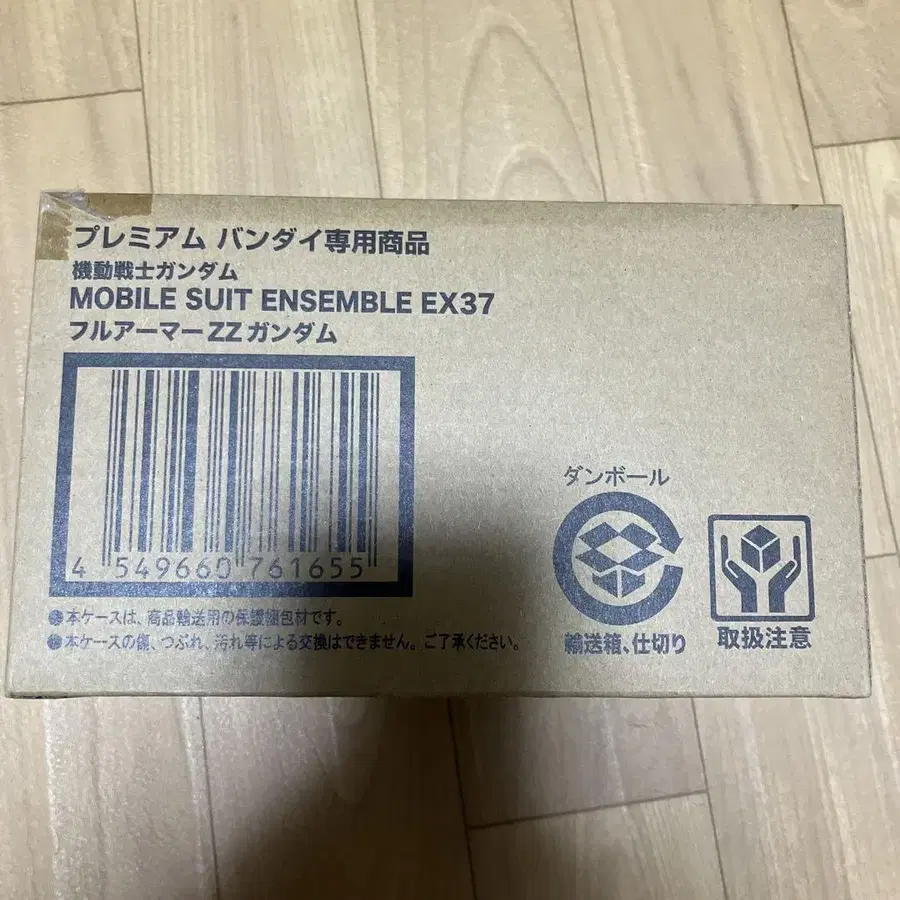 プレミアム バンダイ専用商品
機動戦士ガンダム
MOBILE SUIT ENSEMBLE EX37
フルアーマーZZガンダム
4 549660 761655
●本ケースは、商品輸送用の保護梱包材です。
●本ケースの傷、つぶれ、汚れ等による交換はできません。ご了承ください。
ダンボール
輸送箱、仕切り
取扱注意